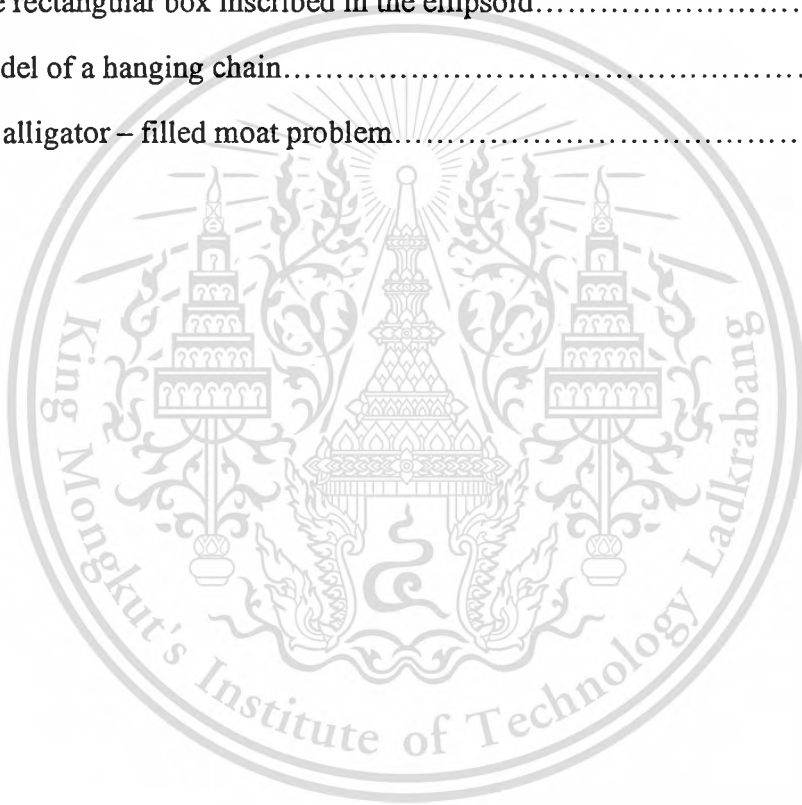 rectangular box inscribed in the ellipsoid……………………
del of a hanging chain…………………………………………………
alligator – filled moat problem……………………………………
King Mongkut's Institute of Technology Ladkrabang